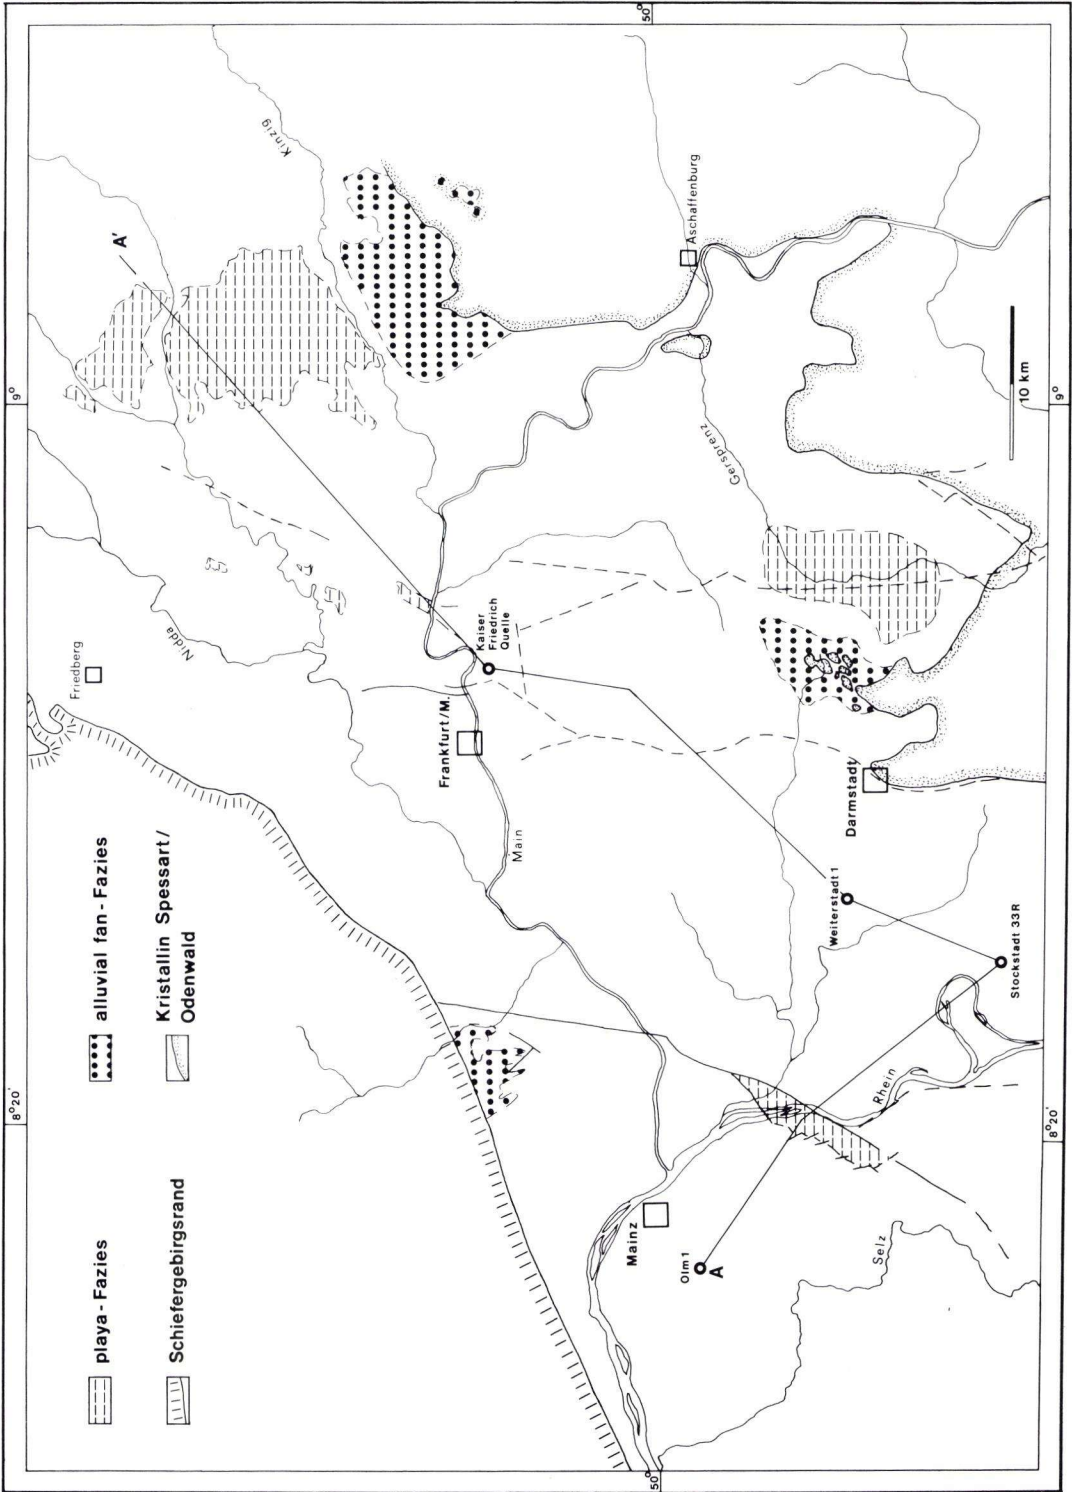 8°20'
9°
50°
50°
8°20'
9°
playa - Fazies
alluvial fan - Fazies
Schiefergebirgsrand
Kristallin Spessart/
Odenwald
Friedberg
Nidda
Kinzig
A'
Frankfurt/M.
Kaiser
Friedrich
Quelle
Main
Aschaffenburg
Gersprenz
Mainz
Olm 1
A
Selz
Rhein
Weiterstadt 1
Stockstadt 33R
Darmstadt
10 km